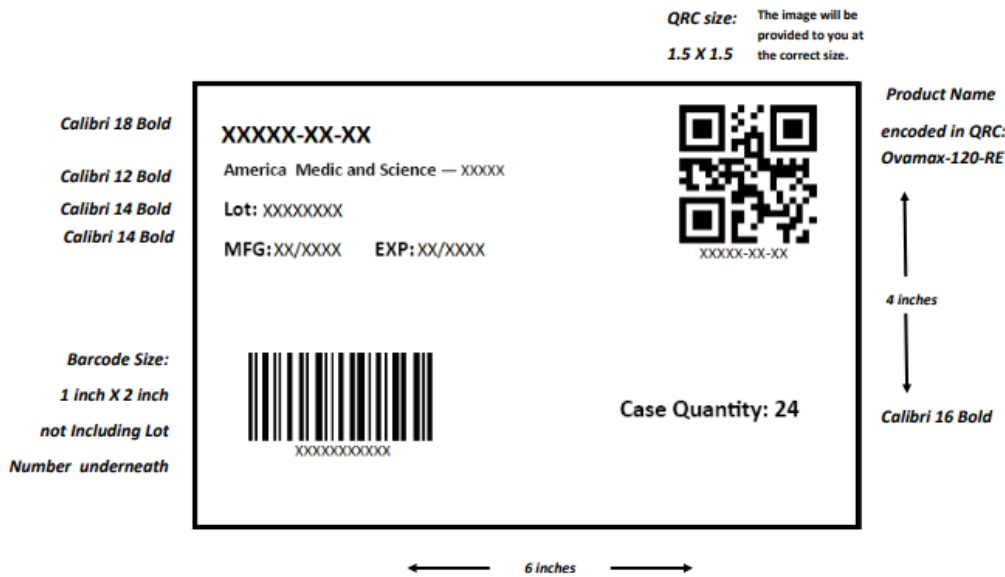 QRC size:
1.5 X 1.5
The image will be
provided to you at
the correct size.
Calibri 18 Bold
Calibri 12 Bold
Calibri 14 Bold
Calibri 14 Bold
XXXXX-XX-XX
America Medic and Science — XXXXX
Lot: XXXXXXXX
MFG: XX/XXXX EXP: XX/XXXX
XXXXX-XX-XX
Product Name
encoded in QRC:
Ovamax-120-RE
4 inches
Barcode Size:
1 inch X 2 inch
not Including Lot
Number underneath
XXXXXXXXXXX
Case Quantity: 24
Calibri 16 Bold
6 inches